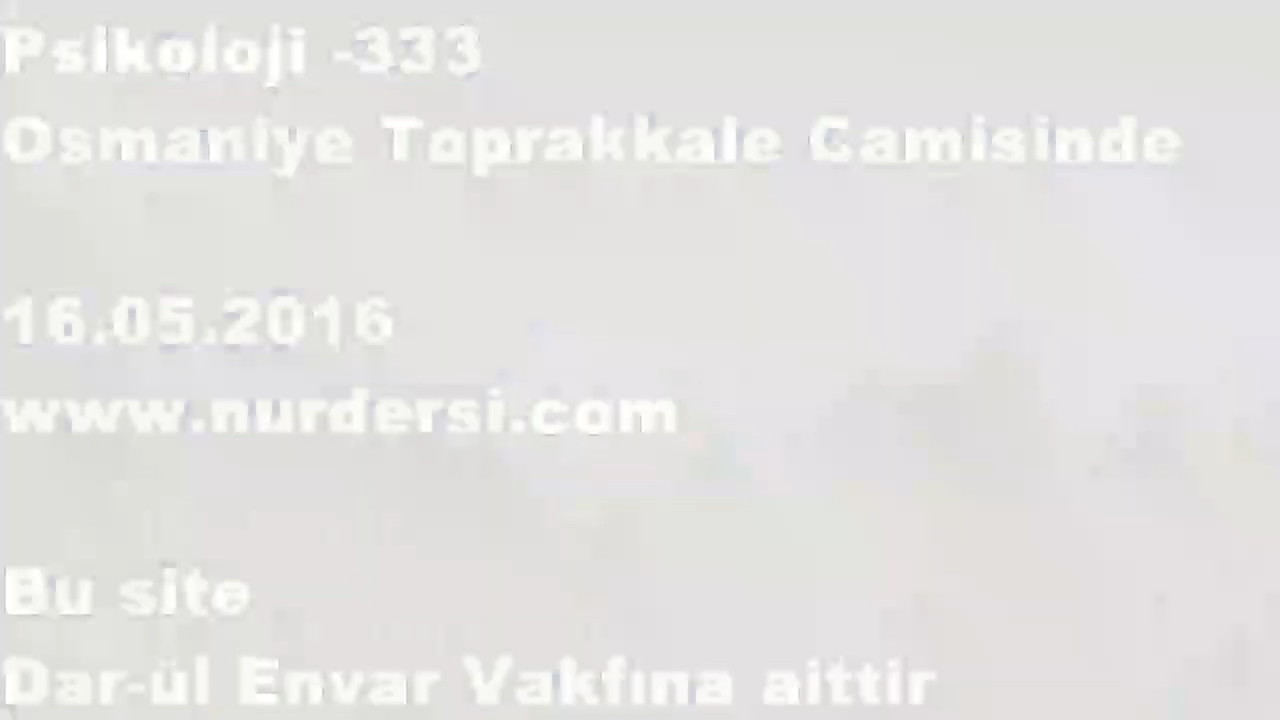 Psikoloji -333
Osmaniye Toprakkale Camisinde
16.05.2016
www.nurdersi.com
Bu site
Dar-ül Envar Vakfına aittir